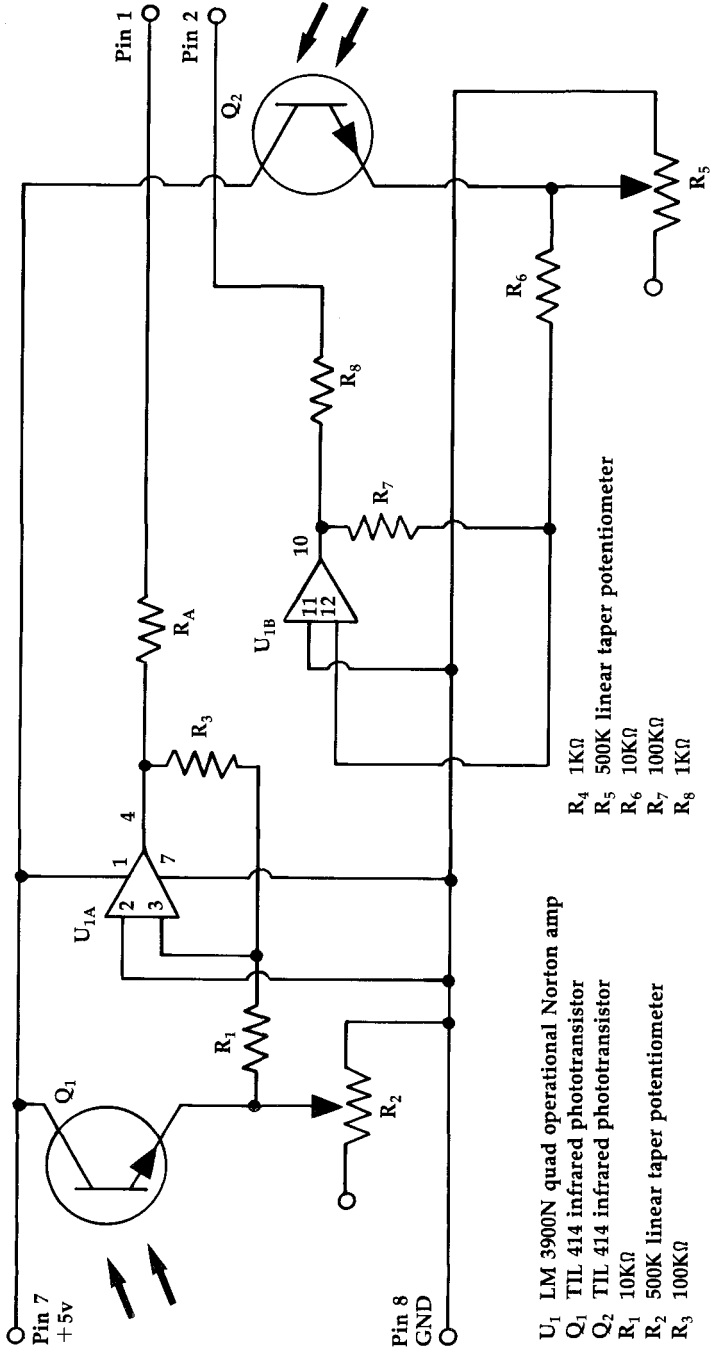 Pin 7
+5v
Pin 8
GND
Q₁
R₁
R₂
U₁A
2
3
1
7
4
R₃
R_A
Pin 1
Pin 2
U₁B
11
12
10
R₇
R₈
Q₂
R₆
R₅
U₁ LM 3900N quad operational Norton amp
Q₁ TIL 414 infrared phototransistor
Q₂ TIL 414 infrared phototransistor
R₁ 10KΩ
R₂ 500K linear taper potentiometer
R₃ 100KΩ
R₄ 1KΩ
R₅ 500K linear taper potentiometer
R₆ 10KΩ
R₇ 100KΩ
R₈ 1KΩ